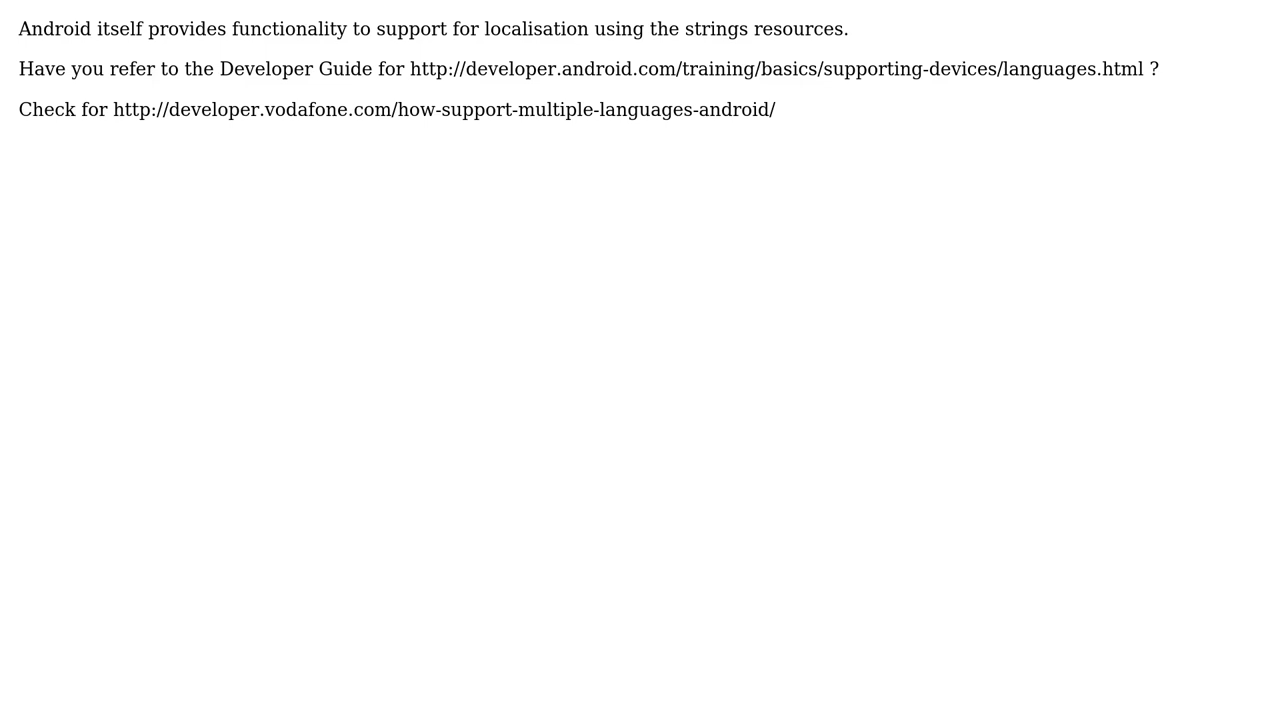 Android itself provides functionality to support for localisation using the strings resources.
Have you refer to the Developer Guide for http://developer.android.com/training/basics/supporting-devices/languages.html ?
Check for http://developer.vodafone.com/how-support-multiple-languages-android/